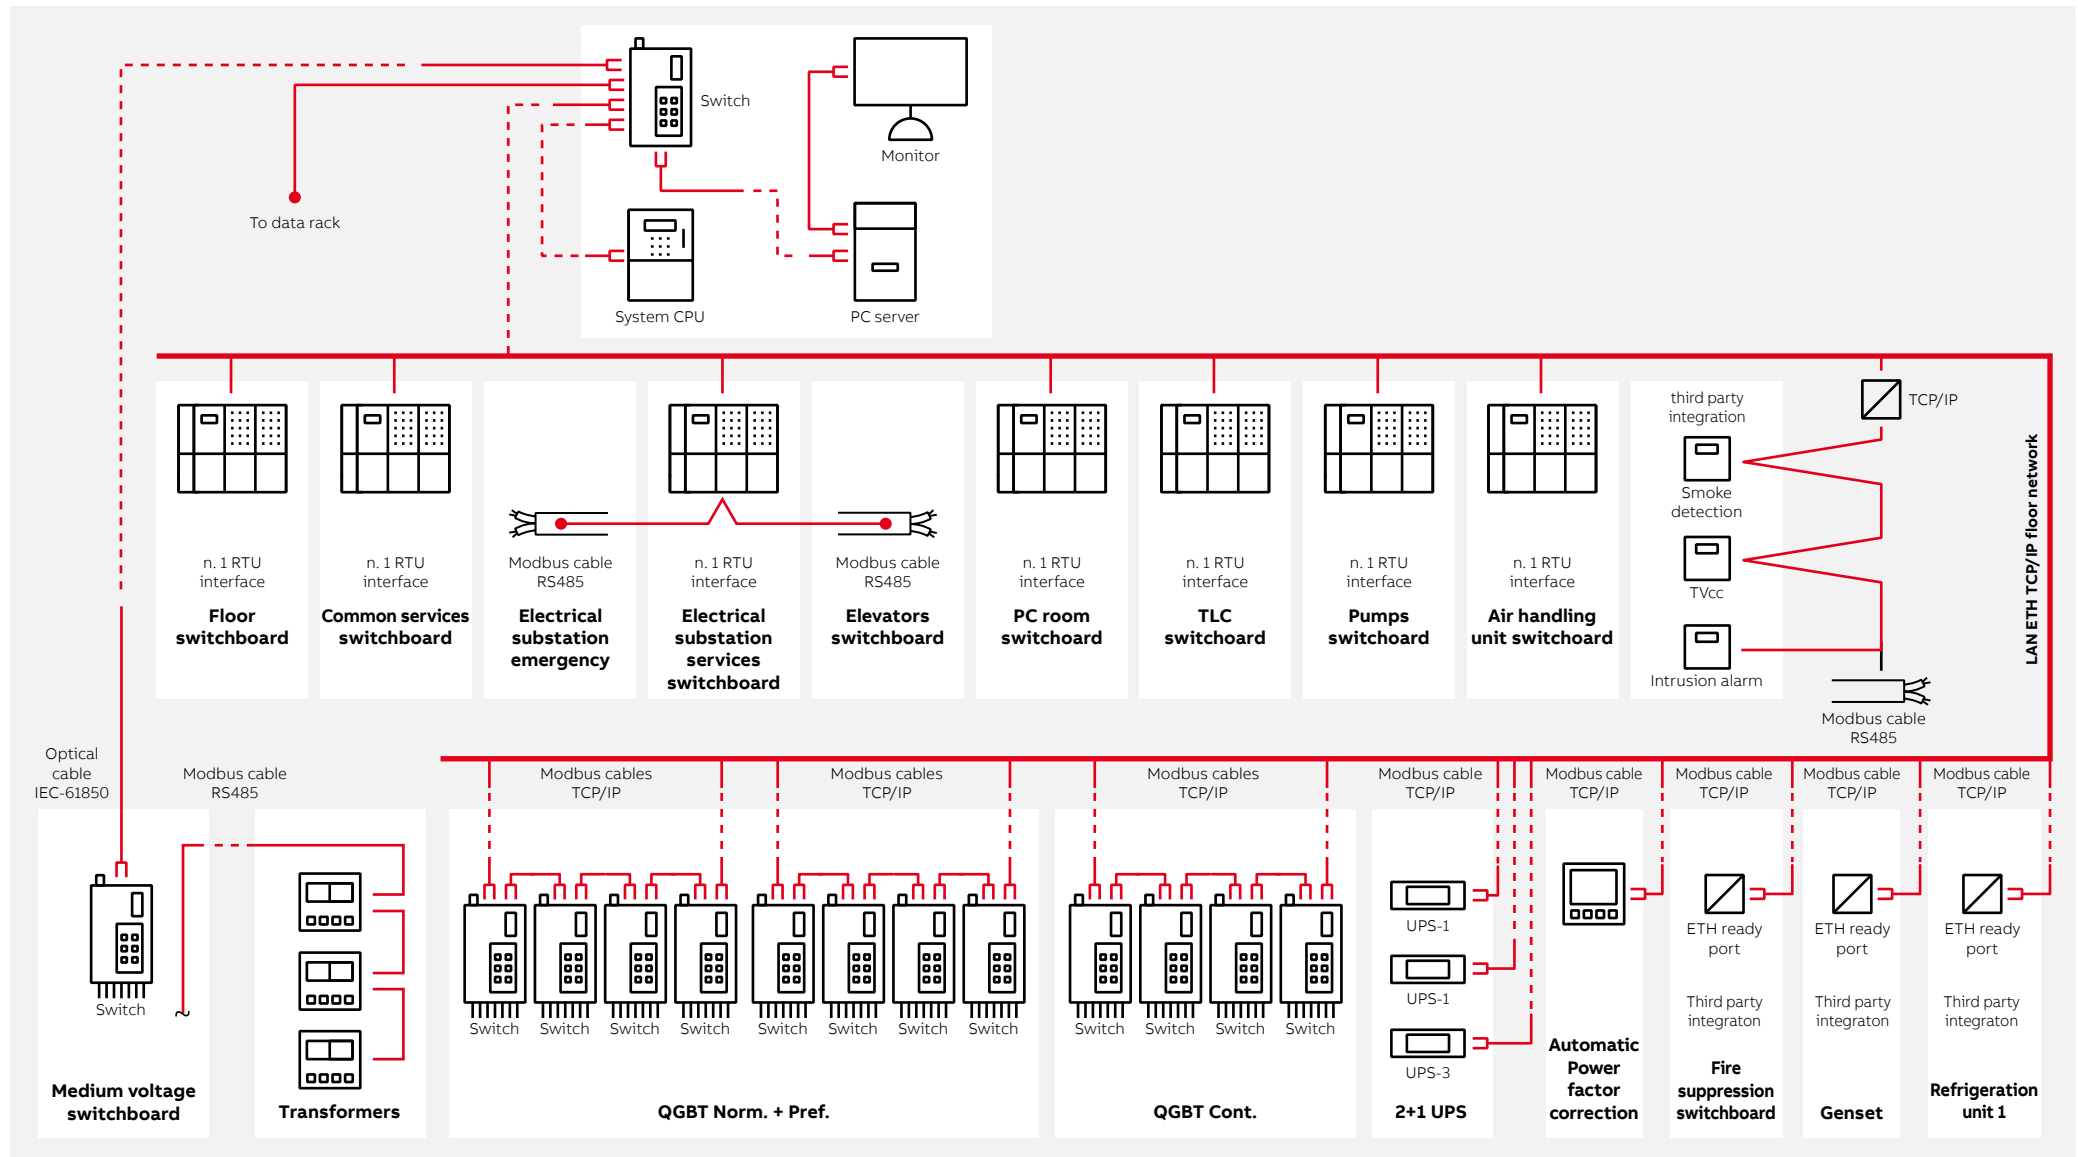 Switch
Monitor
To data rack
System CPU
PC server
n. 1 RTU
interface
Floor
switchboard
n. 1 RTU
interface
Common services
switchboard
Modbus cable
RS485
Electrical
substation
emergency
n. 1 RTU
interface
Electrical
substation
services
switchboard
Modbus cable
RS485
Elevators
switchboard
n. 1 RTU
interface
PC room
switchoard
n. 1 RTU
interface
TLC
switchoard
n. 1 RTU
interface
Pumps
switchoard
n. 1 RTU
interface
Air handling
unit switchoard
third party
integration
Smoke
detection
TVcc
Intrusion alarm
TCP/IP
Modbus cable
RS485
LAN ETH TCP/IP floor network
Optical
cable
IEC-61850
Modbus cable
RS485
Modbus cables
TCP/IP
Modbus cables
TCP/IP
Modbus cables
TCP/IP
Modbus cable
TCP/IP
Modbus cable
TCP/IP
Modbus cable
TCP/IP
Modbus cable
TCP/IP
Modbus cable
TCP/IP
Switch
Medium voltage
switchboard
Transformers
Switch
Switch
Switch
Switch
Switch
Switch
Switch
Switch
QGBT Norm. + Pref.
Switch
Switch
Switch
Switch
QGBT Cont.
UPS-1
UPS-1
UPS-3
2+1 UPS
Automatic
Power
factor
correction
ETH ready
port
Third party
integraton
Fire
suppression
switchboard
ETH ready
port
Third party
integraton
Genset
ETH ready
port
Third party
integraton
Refrigeration
unit 1